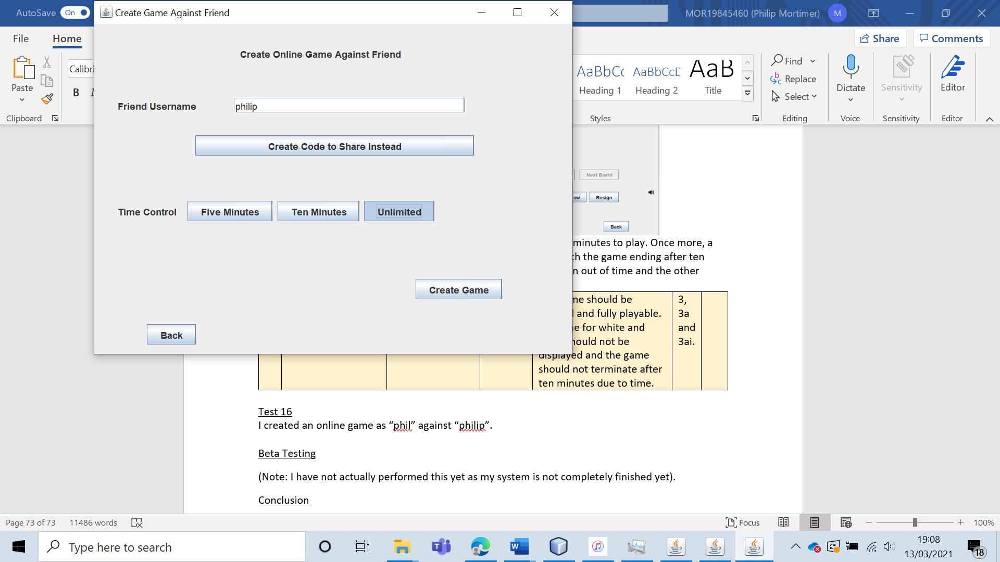 AutoSave On
Create Game Against Friend
MOR19845460 (Philip Mortimer) M
File Home
Share Comments
Paste
Clipboard
Calibri
B I
AaBbCc AaBbCcD AaB
Heading 1 Heading 2 Title
Styles
Find
Replace
Select
Editing
Dictate
Voice
Sensitivity
Sensitivity
Editor
Editor
Create Online Game Against Friend
Friend Username philip
Create Code to Share Instead
Time Control Five Minutes Ten Minutes Unlimited
Create Game
Back
Next Board
aw Resign
Back
minutes to play. Once more, a
th the game ending after ten
n out of time and the other
me should be
and fully playable.
e for white and
hould not be
displayed and the game
should not terminate after
ten minutes due to time.
3,
3a
and
3ai.
Test 16
I created an online game as “phil” against “philip”.
Beta Testing
(Note: I have not actually performed this yet as my system is not completely finished yet).
Conclusion
Page 73 of 73 11486 words
Focus 100%
Type here to search
19:08
13/03/2021
18